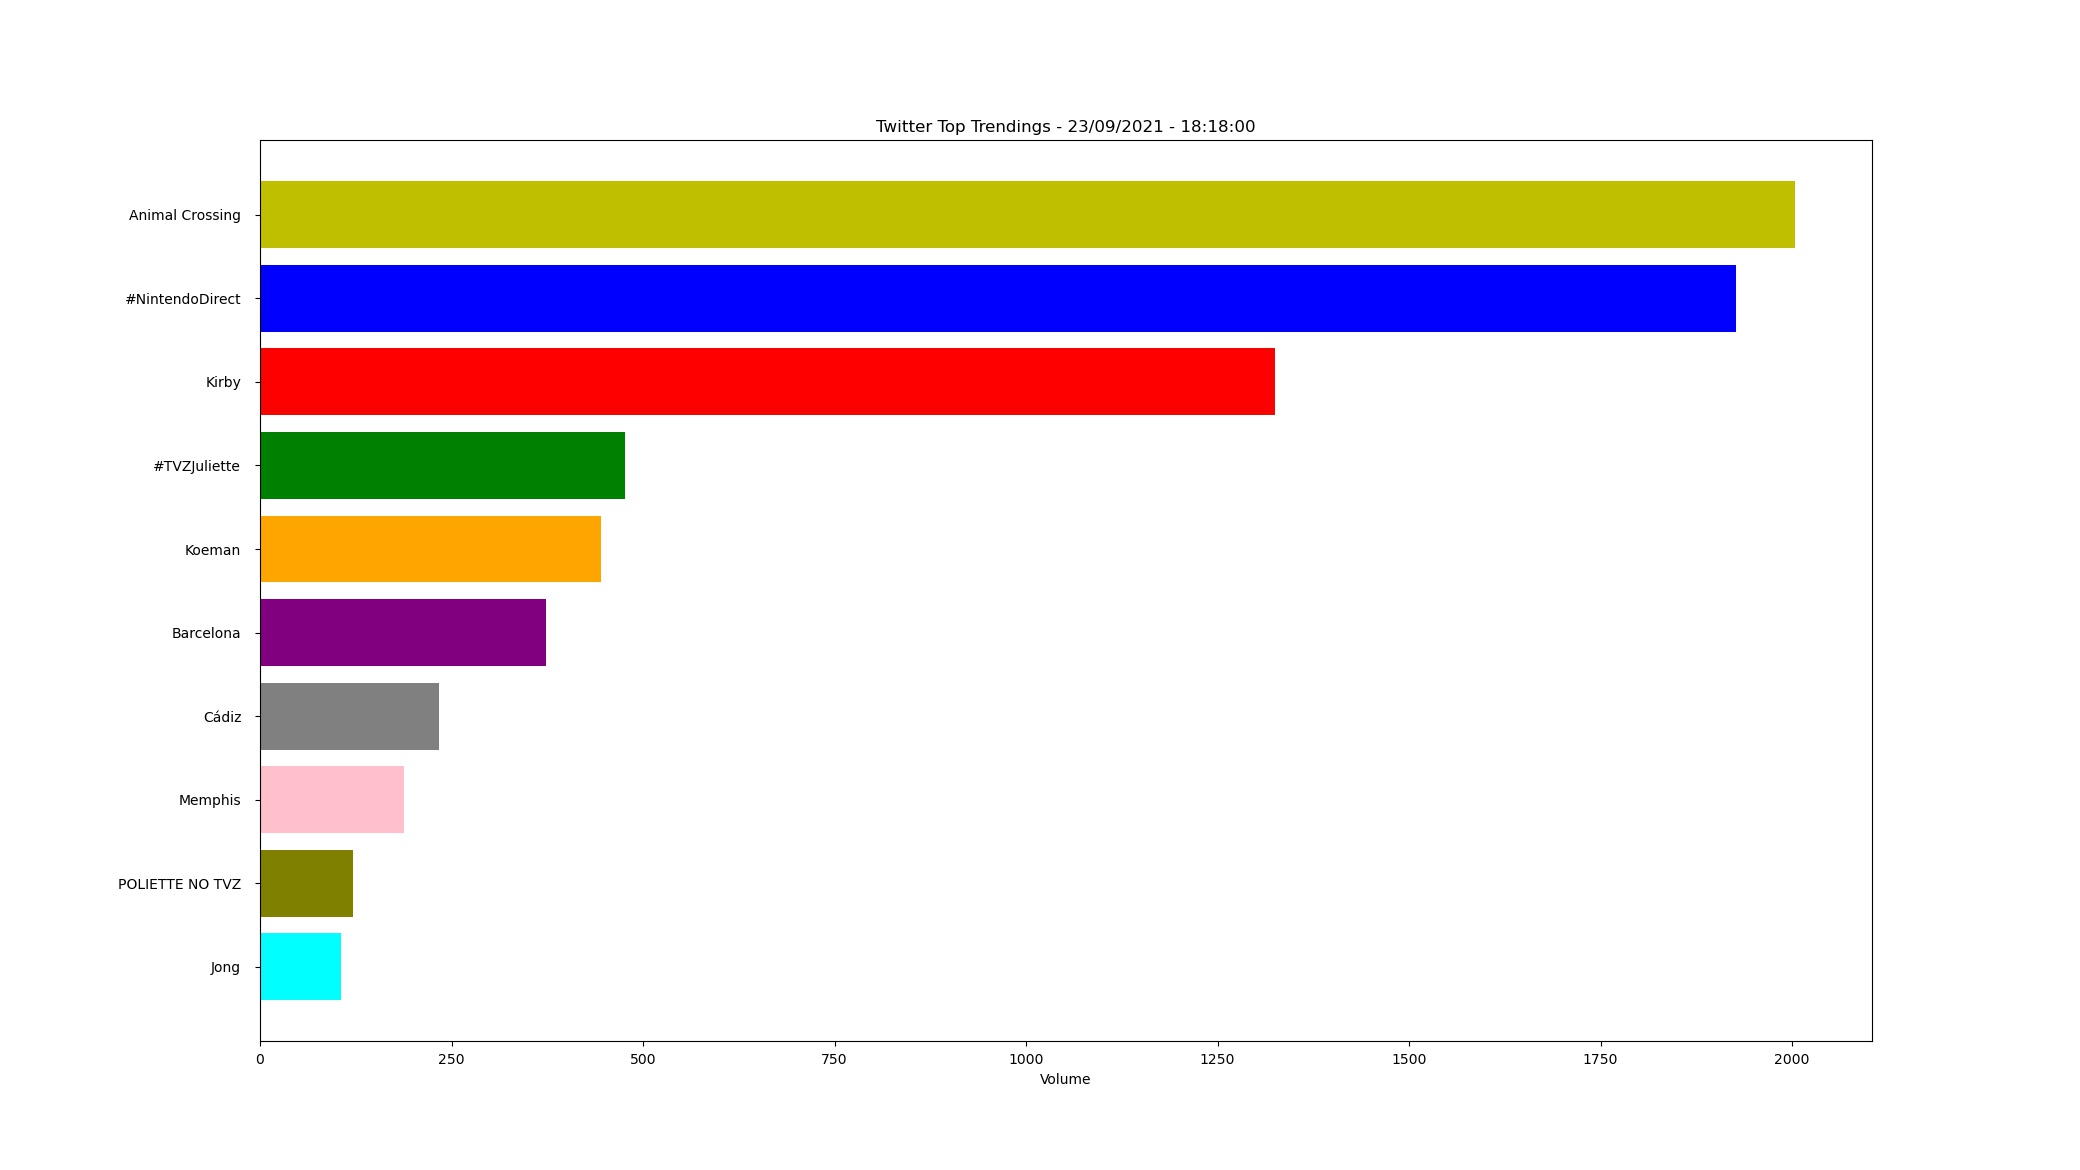 Twitter Top Trendings - 23/09/2021 - 18:18:00
Animal Crossing
#NintendoDirect
Kirby
#TVZJuliette
Koeman
Barcelona
Cádiz
Memphis
POLIETTE NO TVZ
Jong
0 250 500 750 1000 1250 1500 1750 2000
Volume